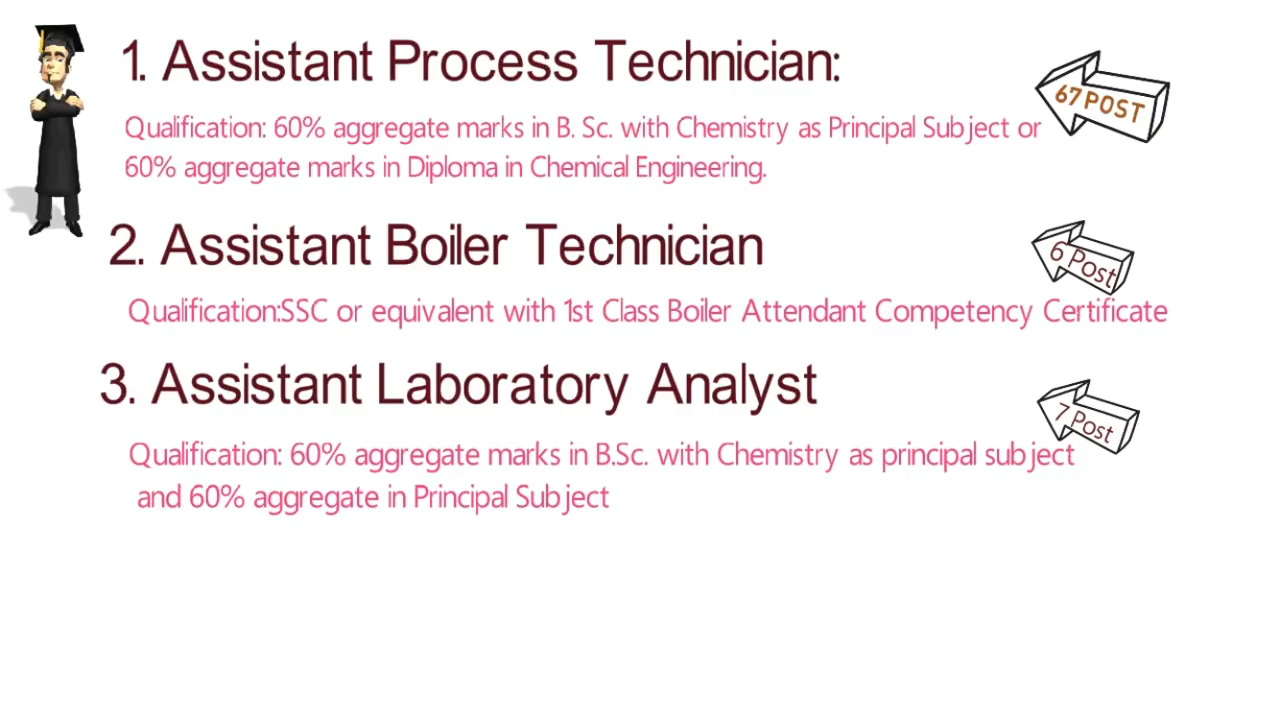 1. Assistant Process Technician:
67 POST
Qualification: 60% aggregate marks in B. Sc. with Chemistry as Principal Subject or
60% aggregate marks in Diploma in Chemical Engineering.
2. Assistant Boiler Technician
6 Post
Qualification:SSC or equivalent with 1st Class Boiler Attendant Competency Certificate
3. Assistant Laboratory Analyst
7 Post
Qualification: 60% aggregate marks in B.Sc. with Chemistry as principal subject
and 60% aggregate in Principal Subject